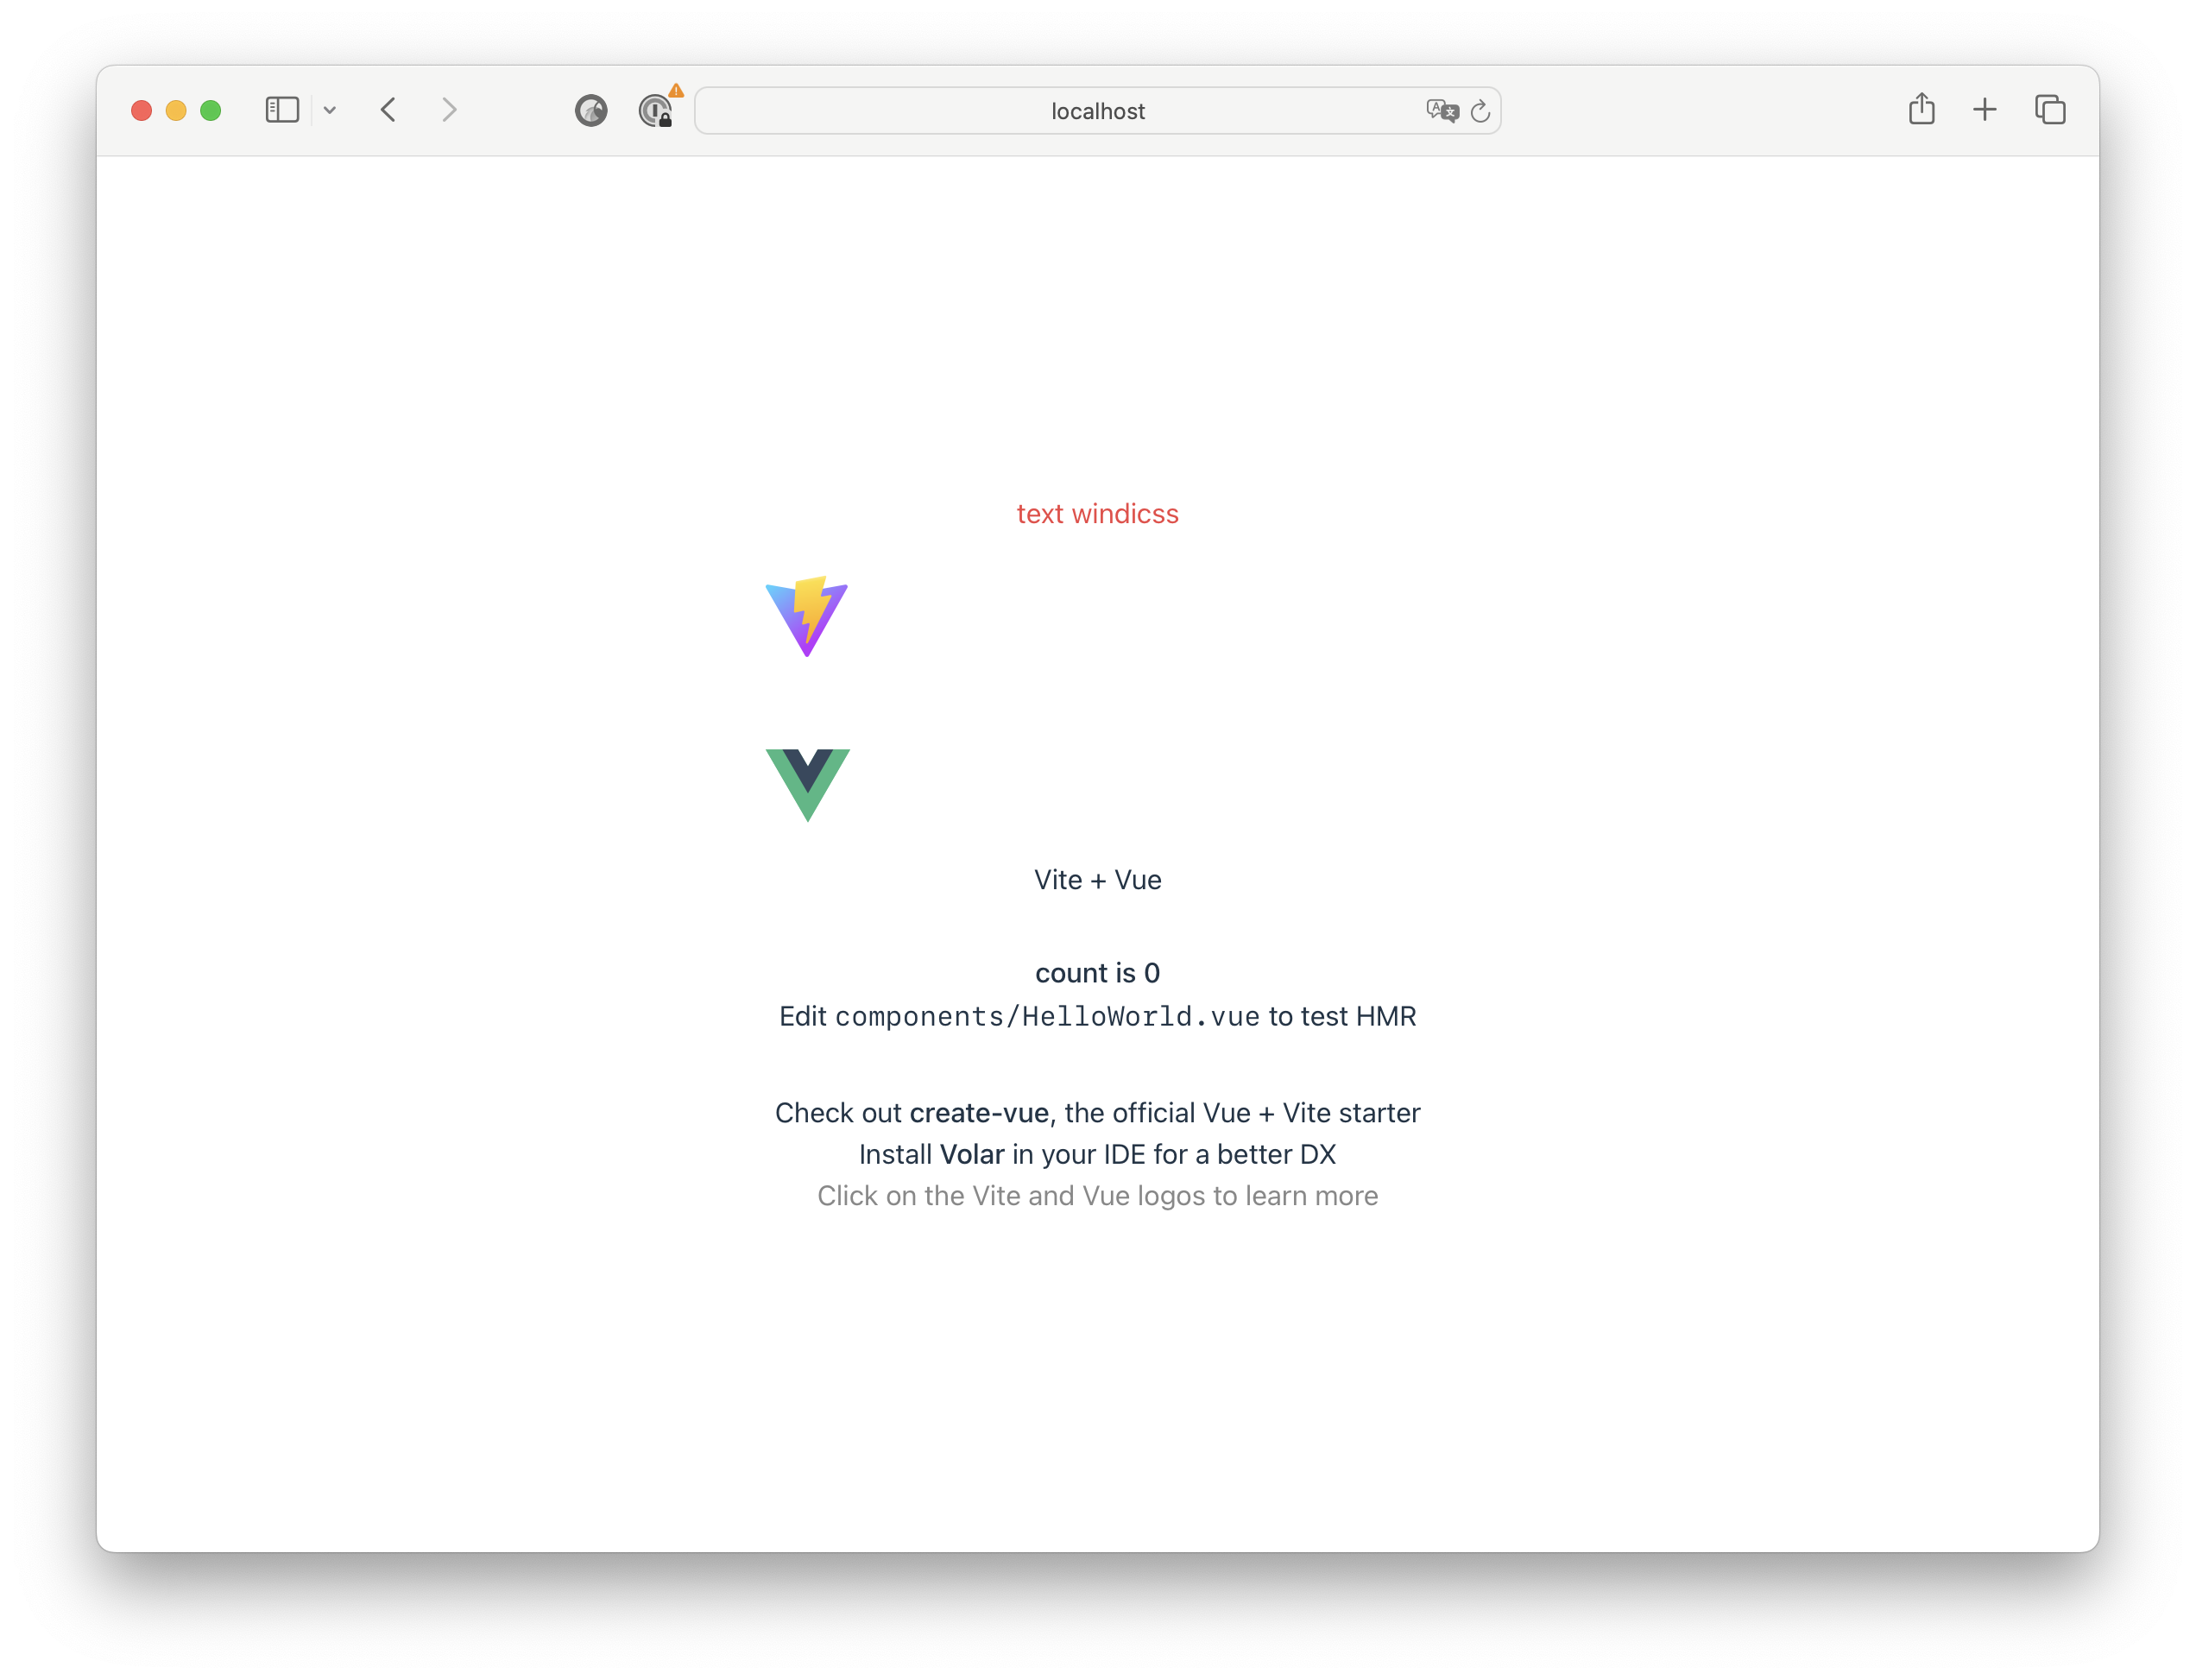 localhost
text windicss
Vite + Vue
count is 0
Edit components/HelloWorld.vue to test HMR
Check out create-vue, the official Vue + Vite starter
Install Volar in your IDE for a better DX
Click on the Vite and Vue logos to learn more